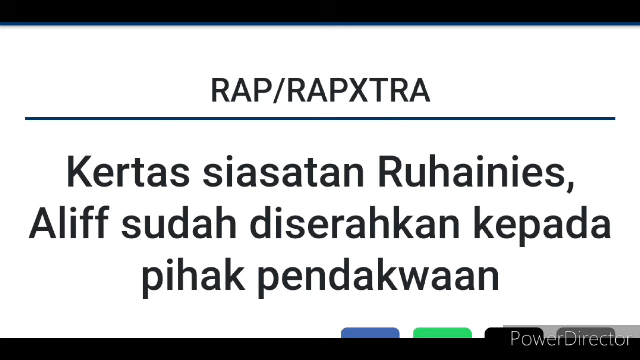 RAP/RAPXTRA
Kertas siasatan Ruhainies,
Aliff sudah diserahkan kepada
pihak pendakwaan
PowerDirector